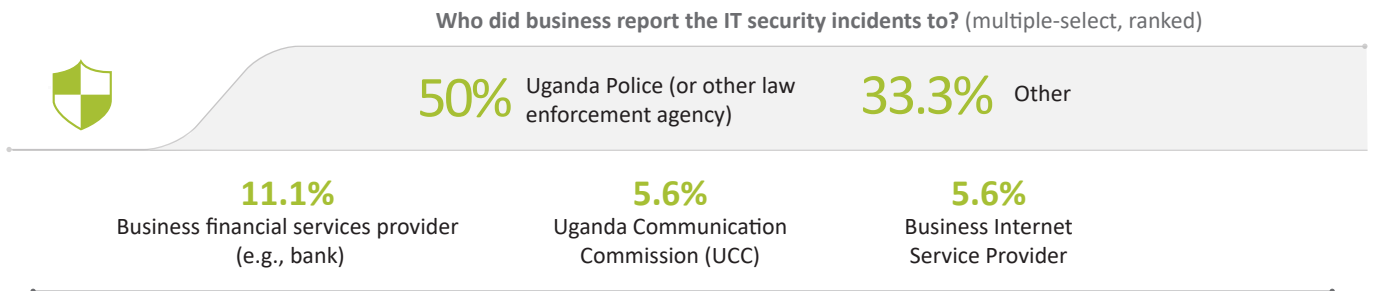 Who did business report the IT security incidents to? (multiple-select, ranked)
50%
Uganda Police (or other law
enforcement agency)
33.3%
Other
11.1%
Business financial services provider
(e.g., bank)
5.6%
Uganda Communication
Commission (UCC)
5.6%
Business Internet
Service Provider